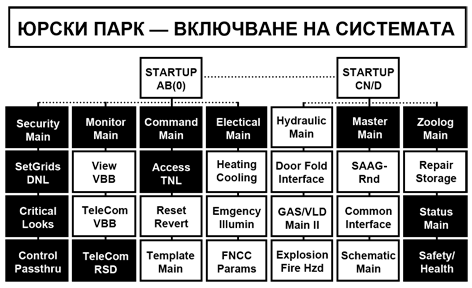 ЮРСКИ ПАРК — ВКЛЮЧВАНЕ НА СИСТЕМАТА
STARTUP
AB(0)
STARTUP
CN/D
Security
Main
Monitor
Main
Command
Main
Electical
Main
Hydraulic
Main
Master
Main
Zoolog
Main
SetGrids
DNL
View
VBB
Access
TNL
Heating
Cooling
Door Fold
Interface
SAAG-
Rnd
Repair
Storage
Critical
Looks
TeleCom
VBB
Reset
Revert
Emgency
Illumin
GAS/VLD
Main II
Common
Interface
Status
Main
Control
Passthru
TeleCom
RSD
Template
Main
FNCC
Params
Explosion
Fire Hzd
Schematic
Main
Safety/
Health